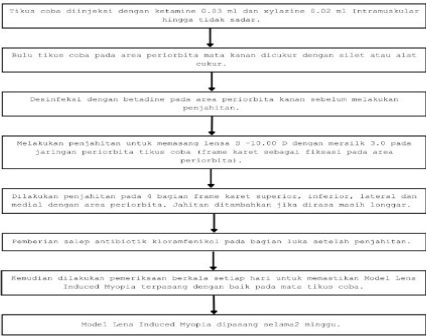 Tikus coba diinjeksi dengan ketamine 0.03 ml dan xylazine 0.02 ml Intramuskular
hingga tidak sadar.
Bulu tikus coba pada area periorbita mata kanan dicukur dengan silet atau alat
cukur.
Desinfeksi dengan betadine pada area periorbita kanan sebelum melakukan
penjahitan.
Melakukan penjahitan untuk memasang lensa S -10.00 D dengan mersilk 3.0 pada
jaringan periorbita tikus coba (frame karet sebagai fiksasi pada area
periorbita).
Dilakukan penjahitan pada 4 bagian frame karet superior, inferior, lateral dan
medial dengan area periorbita. Jahitan ditambahkan jika dirasa masih longgar.
Pemberian salep antibiotik kloramfenikol pada bagian luka setelah penjahitan.
Kemudian dilakukan pemeriksaan berkala setiap hari untuk memastikan Model Lens
Induced Myopia terpasang dengan baik pada mata tikus coba.
Model Lens Induced Myopia dipasang selama2 minggu.